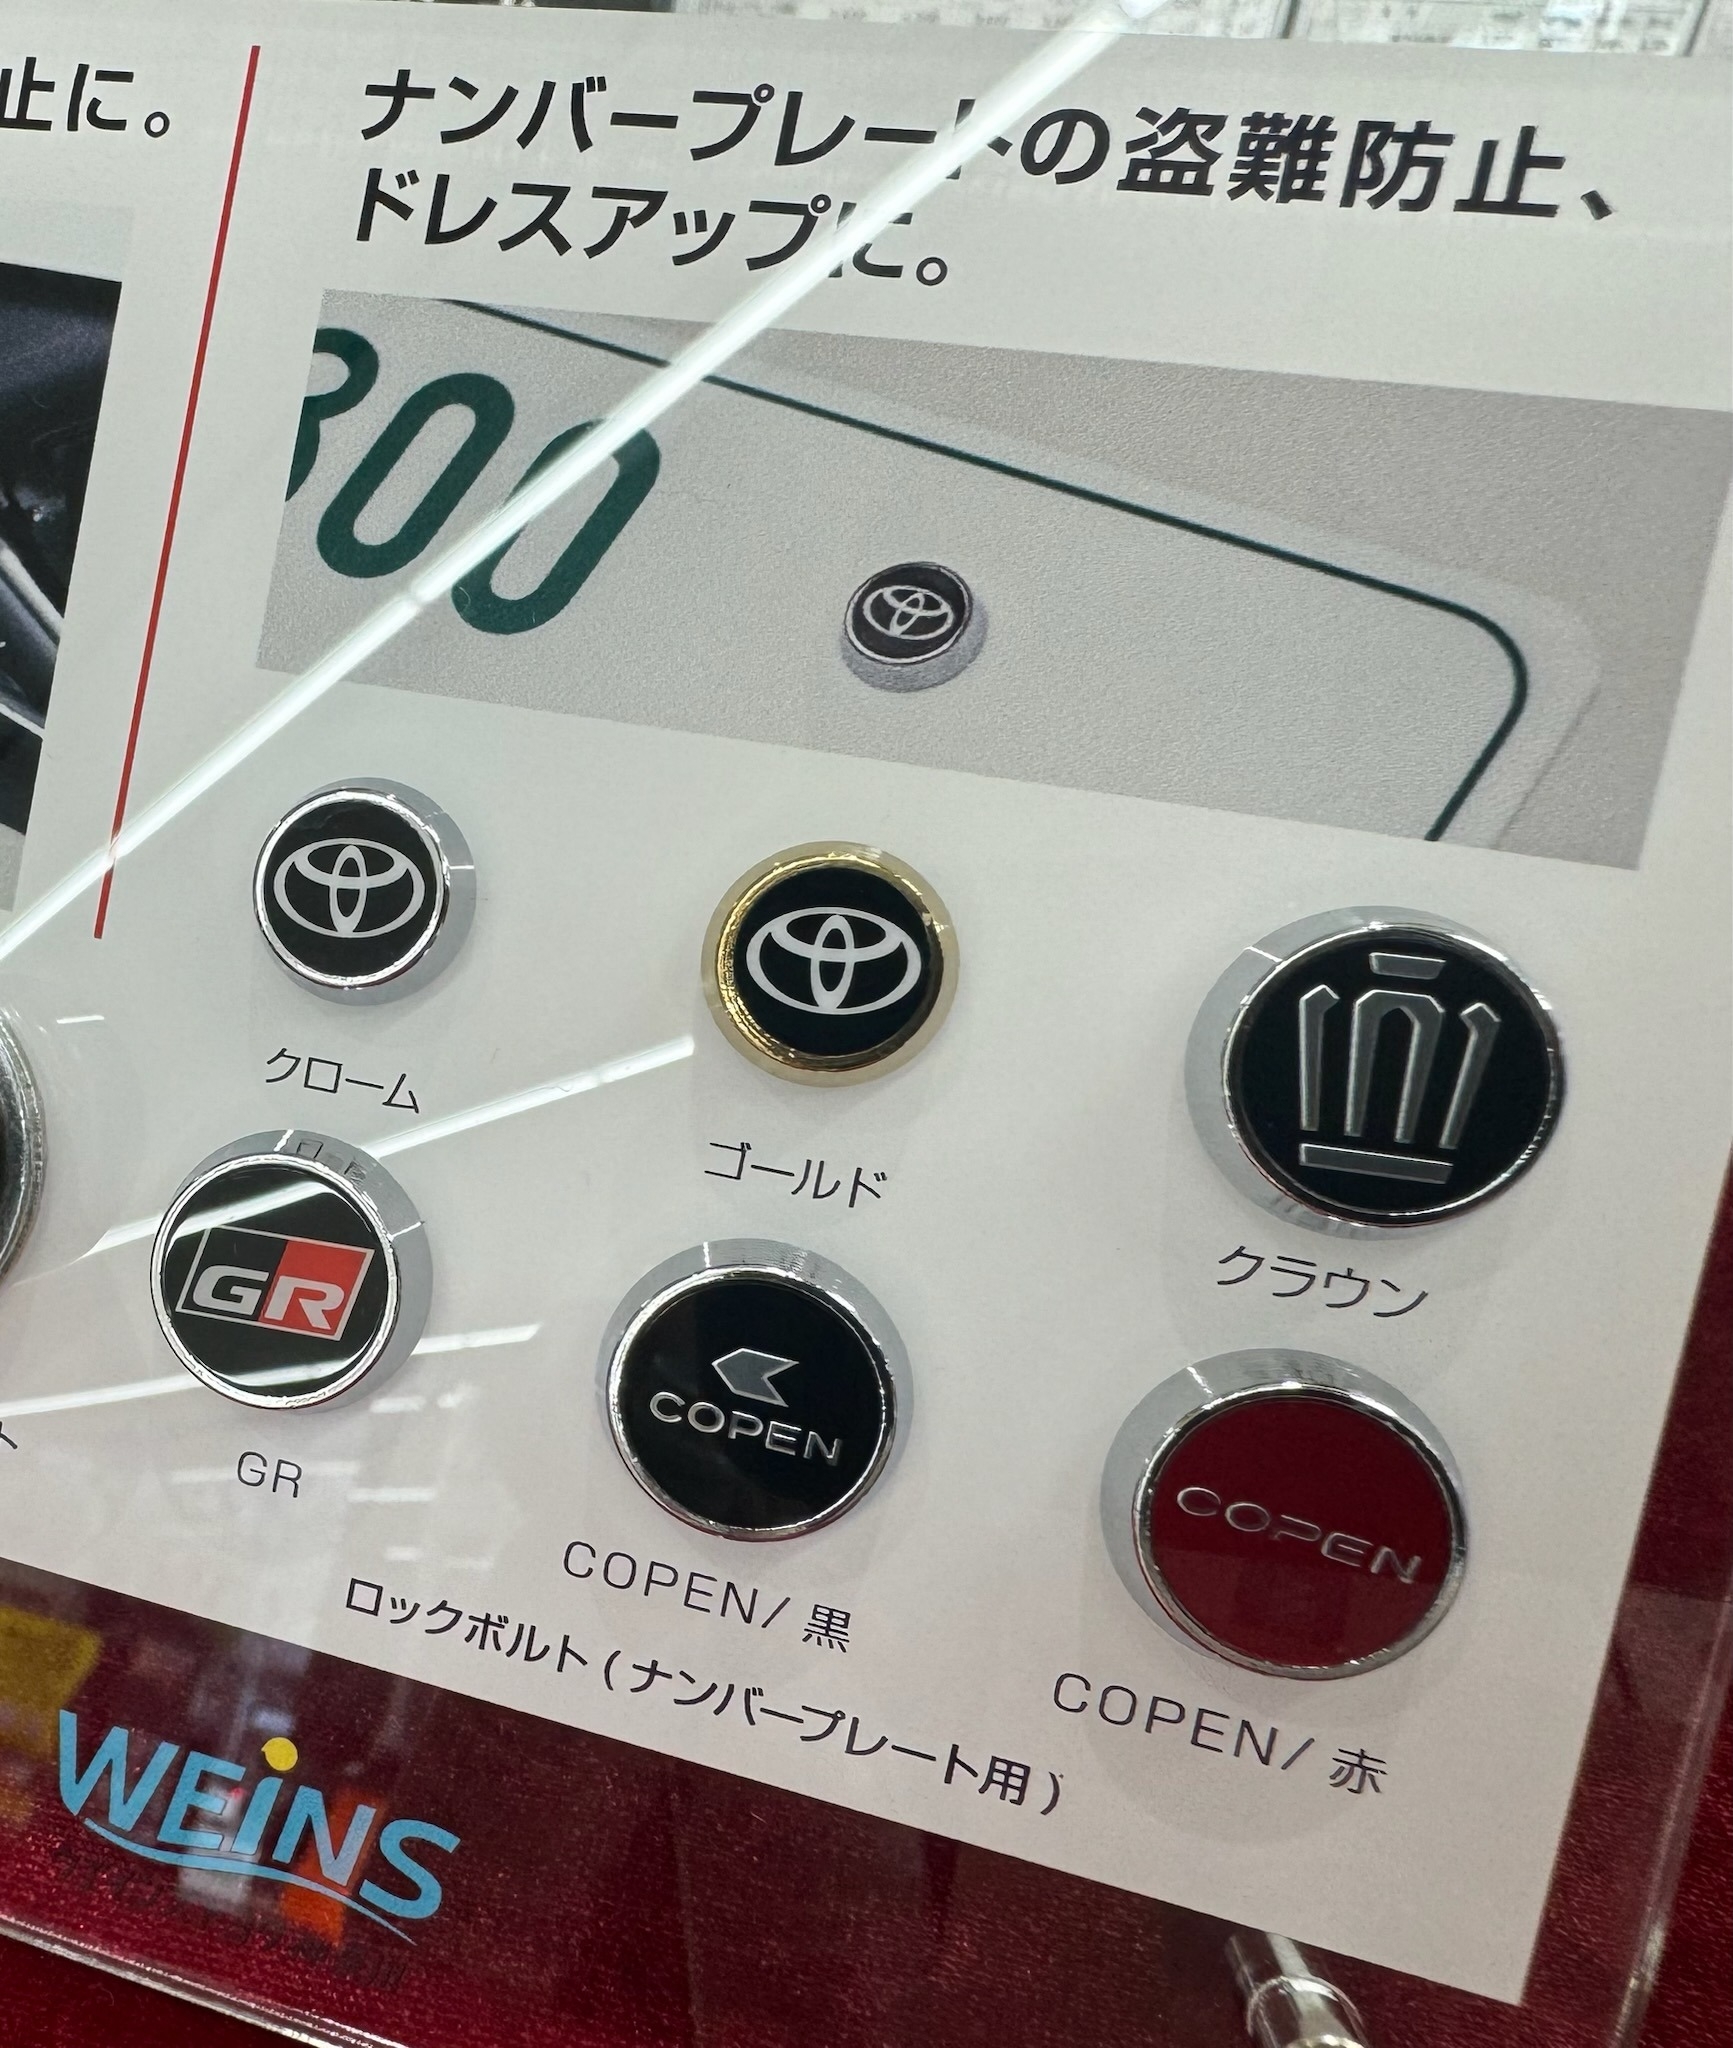 止に。
ナンバープレートの盗難防止、
ドレスアップに。
300
クローム
ゴールド
クラウン
GR
COPEN
COPEN
GR
COPEN/ 黒
COPEN/ 赤
ロックボルト ( ナンバープレート用 )
WEiNS